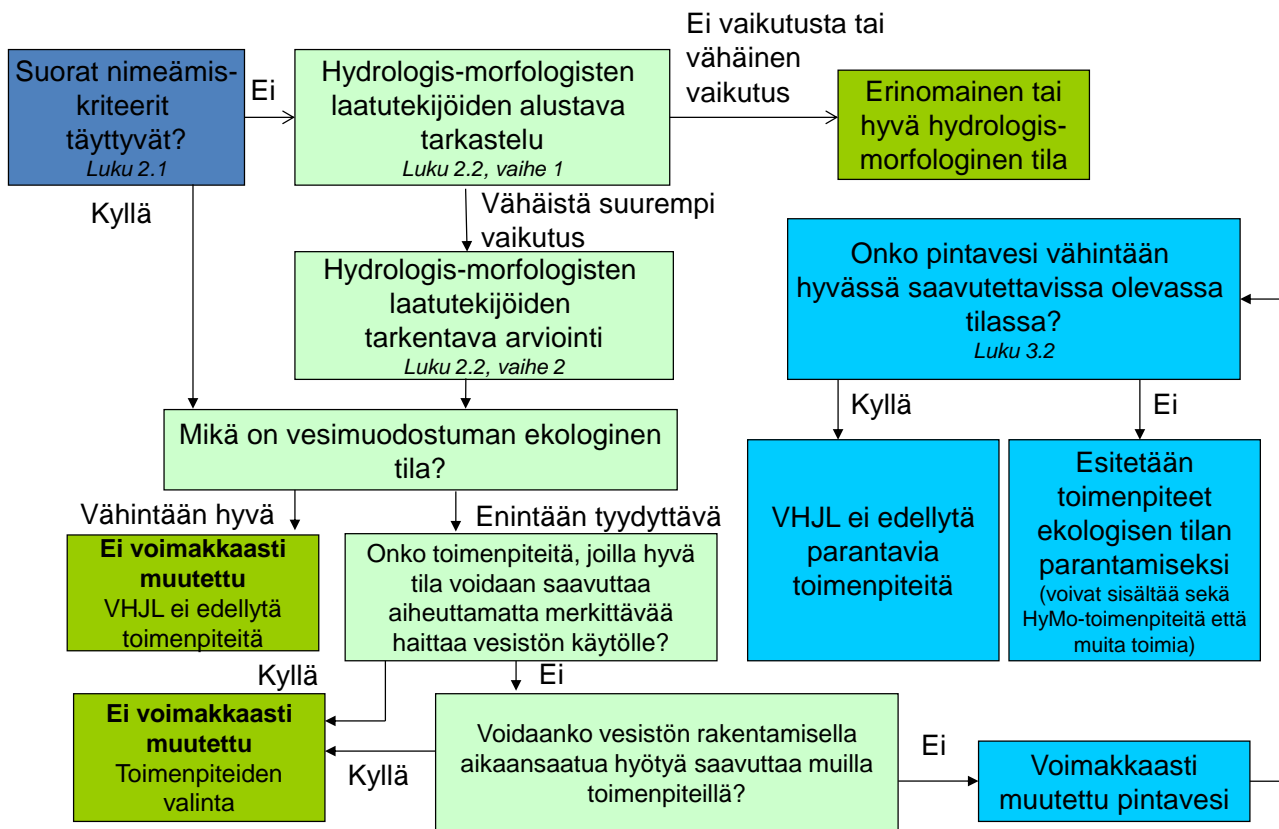 Suorat nimeämis-
kriteerit
täyttyvät?
Luku 2.1
Ei
Hydrologis-morfologisten
laatutekijöiden alustava
tarkastelu
Luku 2.2, vaihe 1
Ei vaikutusta tai
vähäinen
vaikutus
Erinomainen tai
hyvä hydrologis-
morfologinen tila
Kyllä
Vähäistä suurempi
vaikutus
Hydrologis-morfologisten
laatutekijöiden
tarkentava arviointi
Luku 2.2, vaihe 2
Onko pintavesi vähintään
hyvässä saavutettavissa olevassa
tilassa?
Luku 3.2
Kyllä
Ei
Mikä on vesimuodostuman ekologinen
tila?
Vähintään hyvä
Enintään tyydyttävä
Ei voimakkaasti
muutettu
VHJL ei edellytä
toimenpiteitä
Onko toimenpiteitä, joilla hyvä
tila voidaan saavuttaa
aiheuttamatta merkittävää
haittaa vesistön käytölle?
VHJL ei edellytä
parantavia
toimenpiteitä
Esitetään
toimenpiteet
ekologisen tilan
parantamiseksi
(voivat sisältää sekä
HyMo-toimenpiteitä että
muita toimia)
Kyllä
Ei
Ei voimakkaasti
muutettu
Toimenpiteiden
valinta
Kyllä
Voidaanko vesistön rakentamisella
aikaansaatua hyötyä saavuttaa muilla
toimenpiteillä?
Ei
Voimakkaasti
muutettu pintavesi